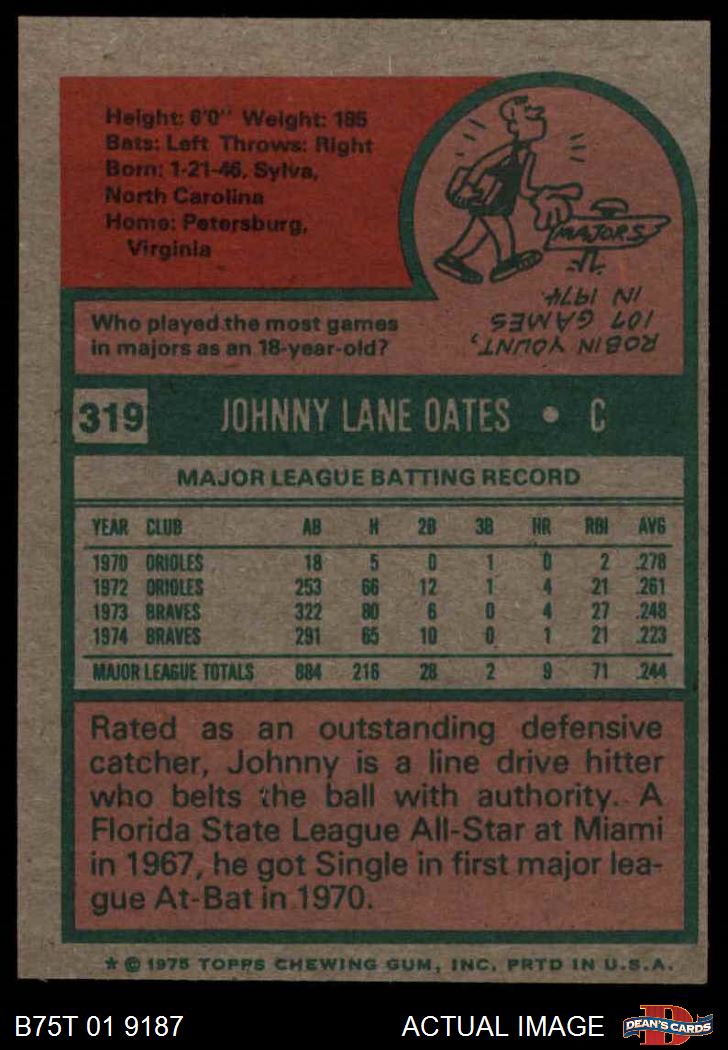 Height: 6'0" Weight: 185
Bats: Left Throws: Right
Born: 1-21-46, Sylva,
North Carolina
Home: Petersburg,
Virginia
MAJORS
Who played the most games
in majors as an 18-year-old?
ROBIN YOUNT,
107 GAMES
IN 1974
319 JOHNNY LANE OATES • C
MAJOR LEAGUE BATTING RECORD
YEAR CLUB AB H 2B 3B HR RBI AVG
1970 ORIOLES 18 5 0 1 0 2 .278
1972 ORIOLES 253 66 12 1 4 21 .261
1973 BRAVES 322 80 6 0 4 27 .248
1974 BRAVES 291 65 10 0 1 21 .223
MAJOR LEAGUE TOTALS 884 216 28 2 9 71 .244
Rated as an outstanding defensive
catcher, Johnny is a line drive hitter
who belts the ball with authority. A
Florida State League All-Star at Miami
in 1967, he got Single in first major lea-
gue At-Bat in 1970.
* © 1975 TOPPS CHEWING GUM, INC. PRTD IN U.S.A.
B75T 01 9187 ACTUAL IMAGE D DEAN'S CARDS